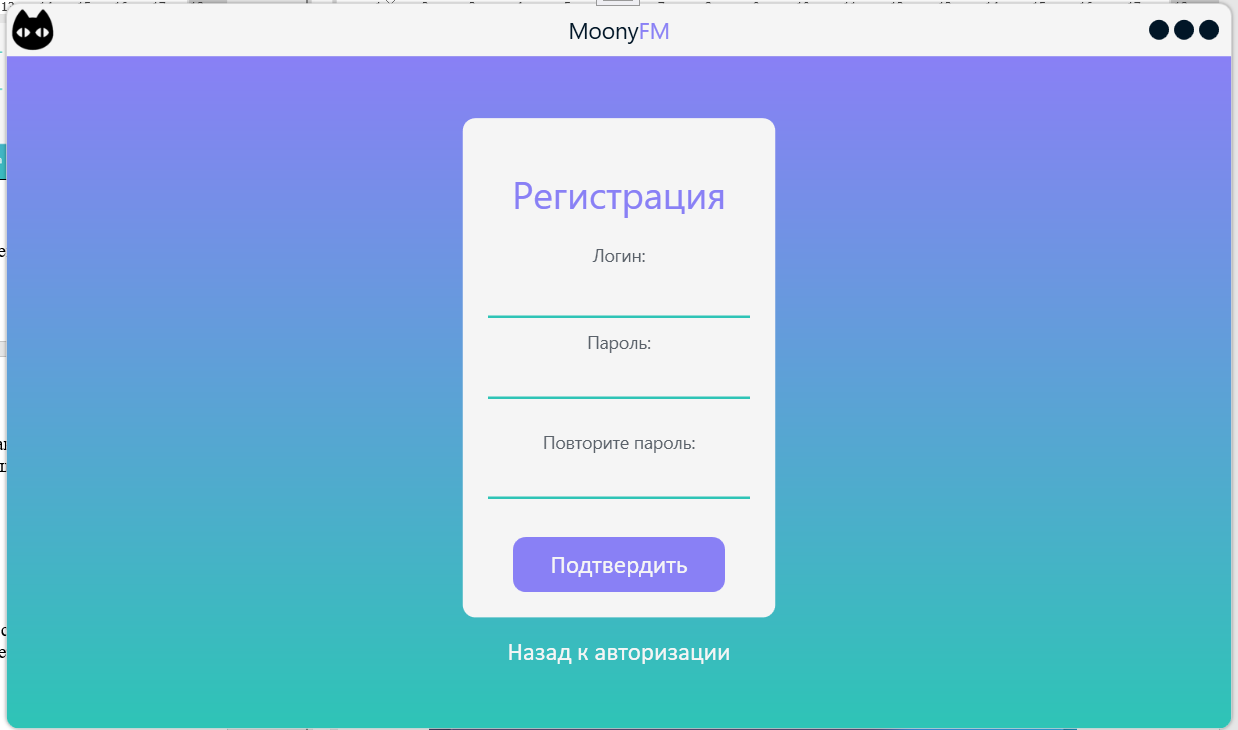 MoonyFM
Регистрация
Логин:
Пароль:
Повторите пароль:
Подтвердить
Назад к авторизации